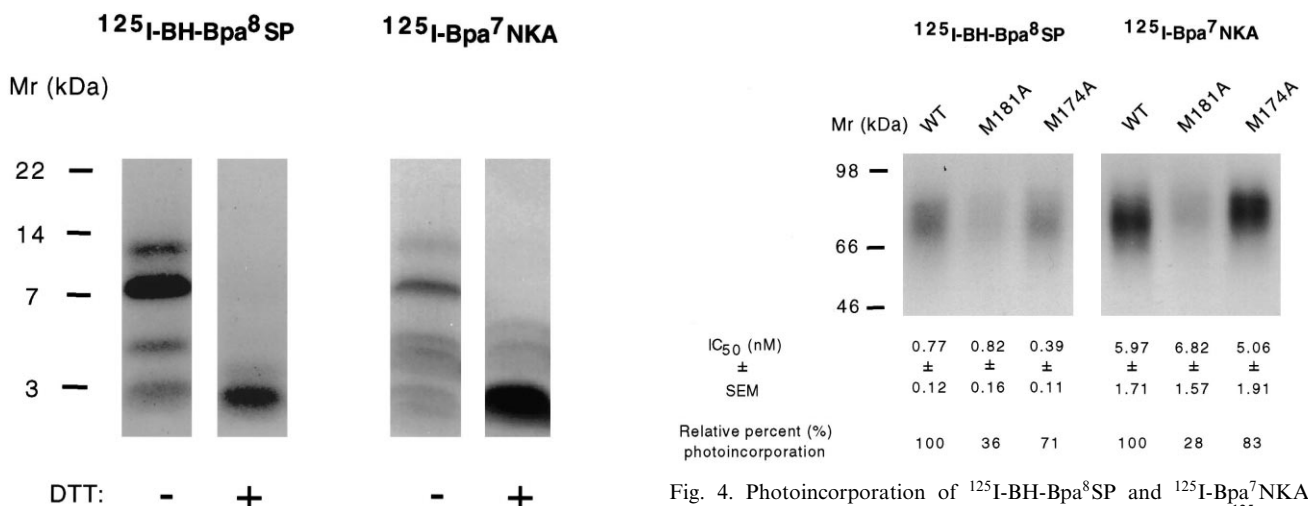 ¹²⁵I-BH-Bpa⁸SP ¹²⁵I-Bpa⁷NKA
Mr (kDa)
22
14
7
3
DTT: - + - +
¹²⁵I-BH-Bpa⁸SP ¹²⁵I-Bpa⁷NKA
Mr (kDa) WT M181A M174A WT M181A M174A
98
66
46
IC₅₀ (nM) 0.77 0.82 0.39 5.97 6.82 5.06
± ± ± ± ± ± ±
SEM 0.12 0.16 0.11 1.71 1.57 1.91
Relative percent (%)
photoincorporation 100 36 71 100 28 83
Fig. 4. Photoincorporation of ¹²⁵I-BH-Bpa⁸SP and ¹²⁵I-Bpa⁷NKA